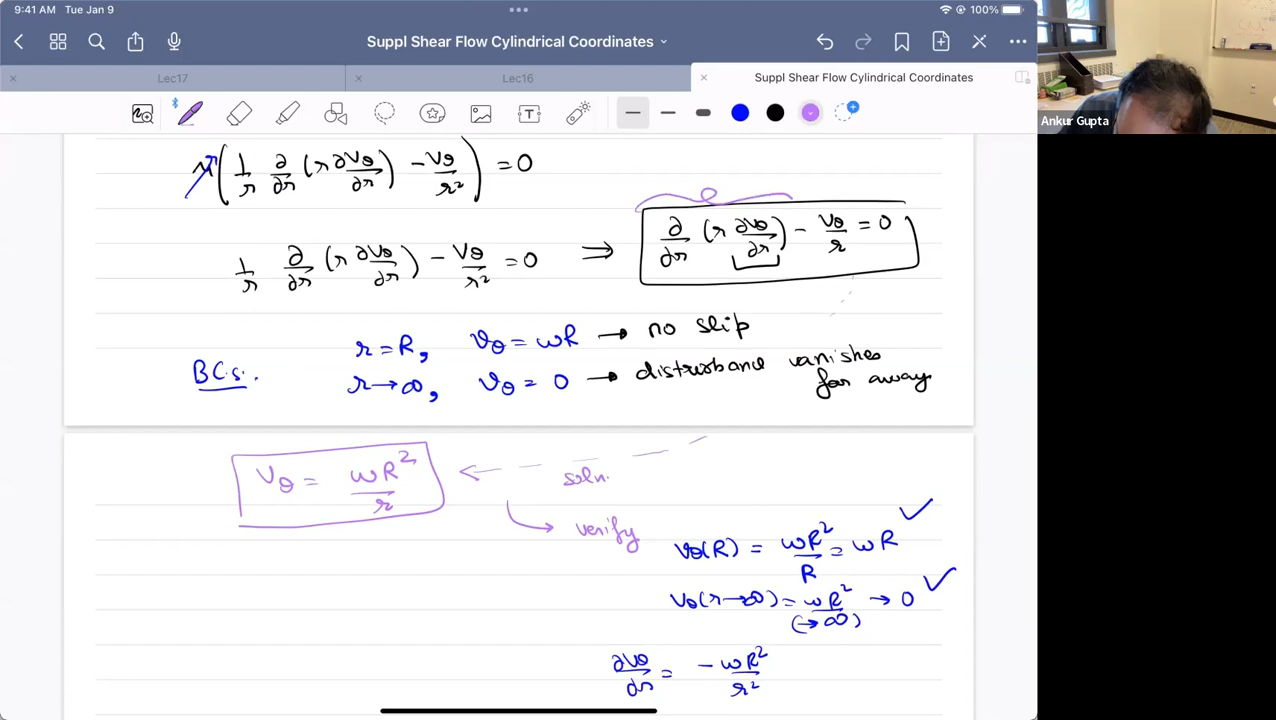 9:41 AM Tue Jan 9
100%
Suppl Shear Flow Cylindrical Coordinates
Lec17
Lec16
Suppl Shear Flow Cylindrical Coordinates
Ankur Gupta
μ(1/r ∂/∂r (r ∂vθ/∂r) - vθ/r²) = 0
1/r ∂/∂r (r ∂vθ/∂r) - vθ/r² = 0 ⇒ ∂/∂r (r ∂vθ/∂r) - vθ/r = 0
B.C.s. r = R, vθ = ωR → no slip
r → ∞, vθ = 0 → disturbance vanishes
far away
vθ = ωR²/r ← soln.
verify
vθ(R) = ωR²/R = ωR ✓
vθ(r→∞) = ωR²/(→∞) → 0 ✓
∂vθ/∂r = -ωR²/r²